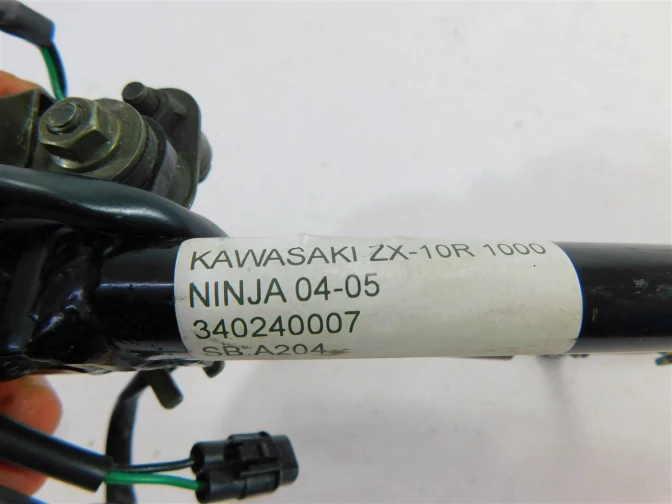 KAWASAKI ZX-10R 1000
NINJA 04-05
340240007
SB:A204